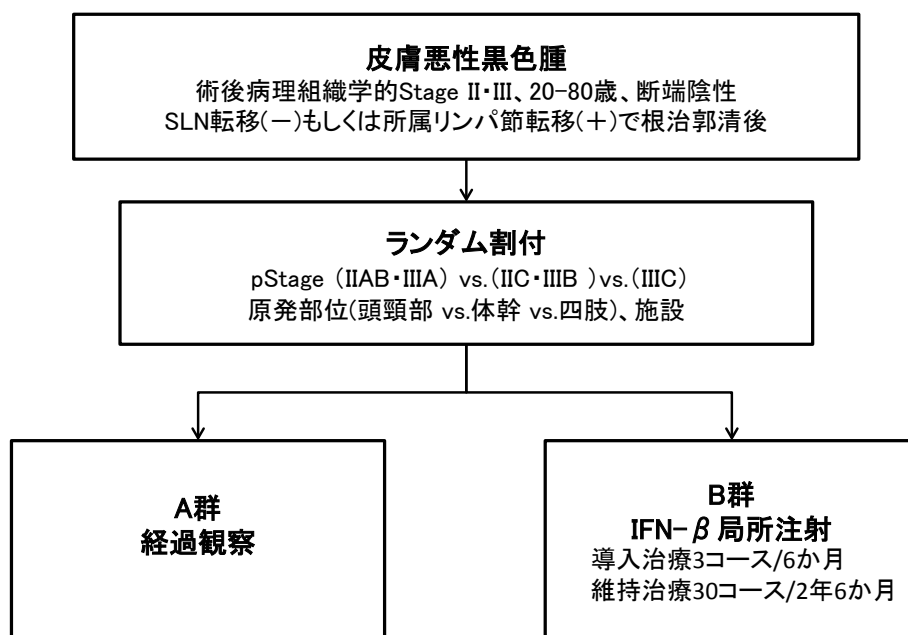 皮膚悪性黒色腫
術後病理組織学的Stage II・III、20-80歳、断端陰性
SLN転移(－)もしくは所属リンパ節転移(＋)で根治郭清後
ランダム割付
pStage (IIAB・IIIA) vs.(IIC・IIIB )vs.(IIIC)
原発部位(頭頸部 vs.体幹 vs.四肢)、施設
A群
経過観察
B群
IFN-β局所注射
導入治療3コース/6か月
維持治療30コース/2年6か月